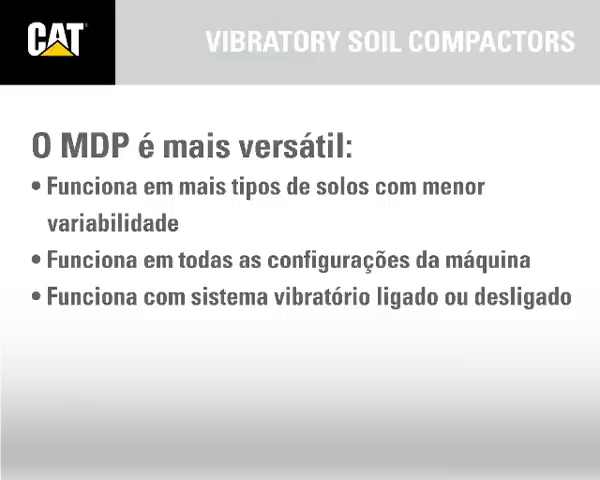 CAT
VIBRATORY SOIL COMPACTORS
O MDP é mais versátil:
• Funciona em mais tipos de solos com menor
variabilidade
• Funciona em todas as configurações da máquina
• Funciona com sistema vibratório ligado ou desligado